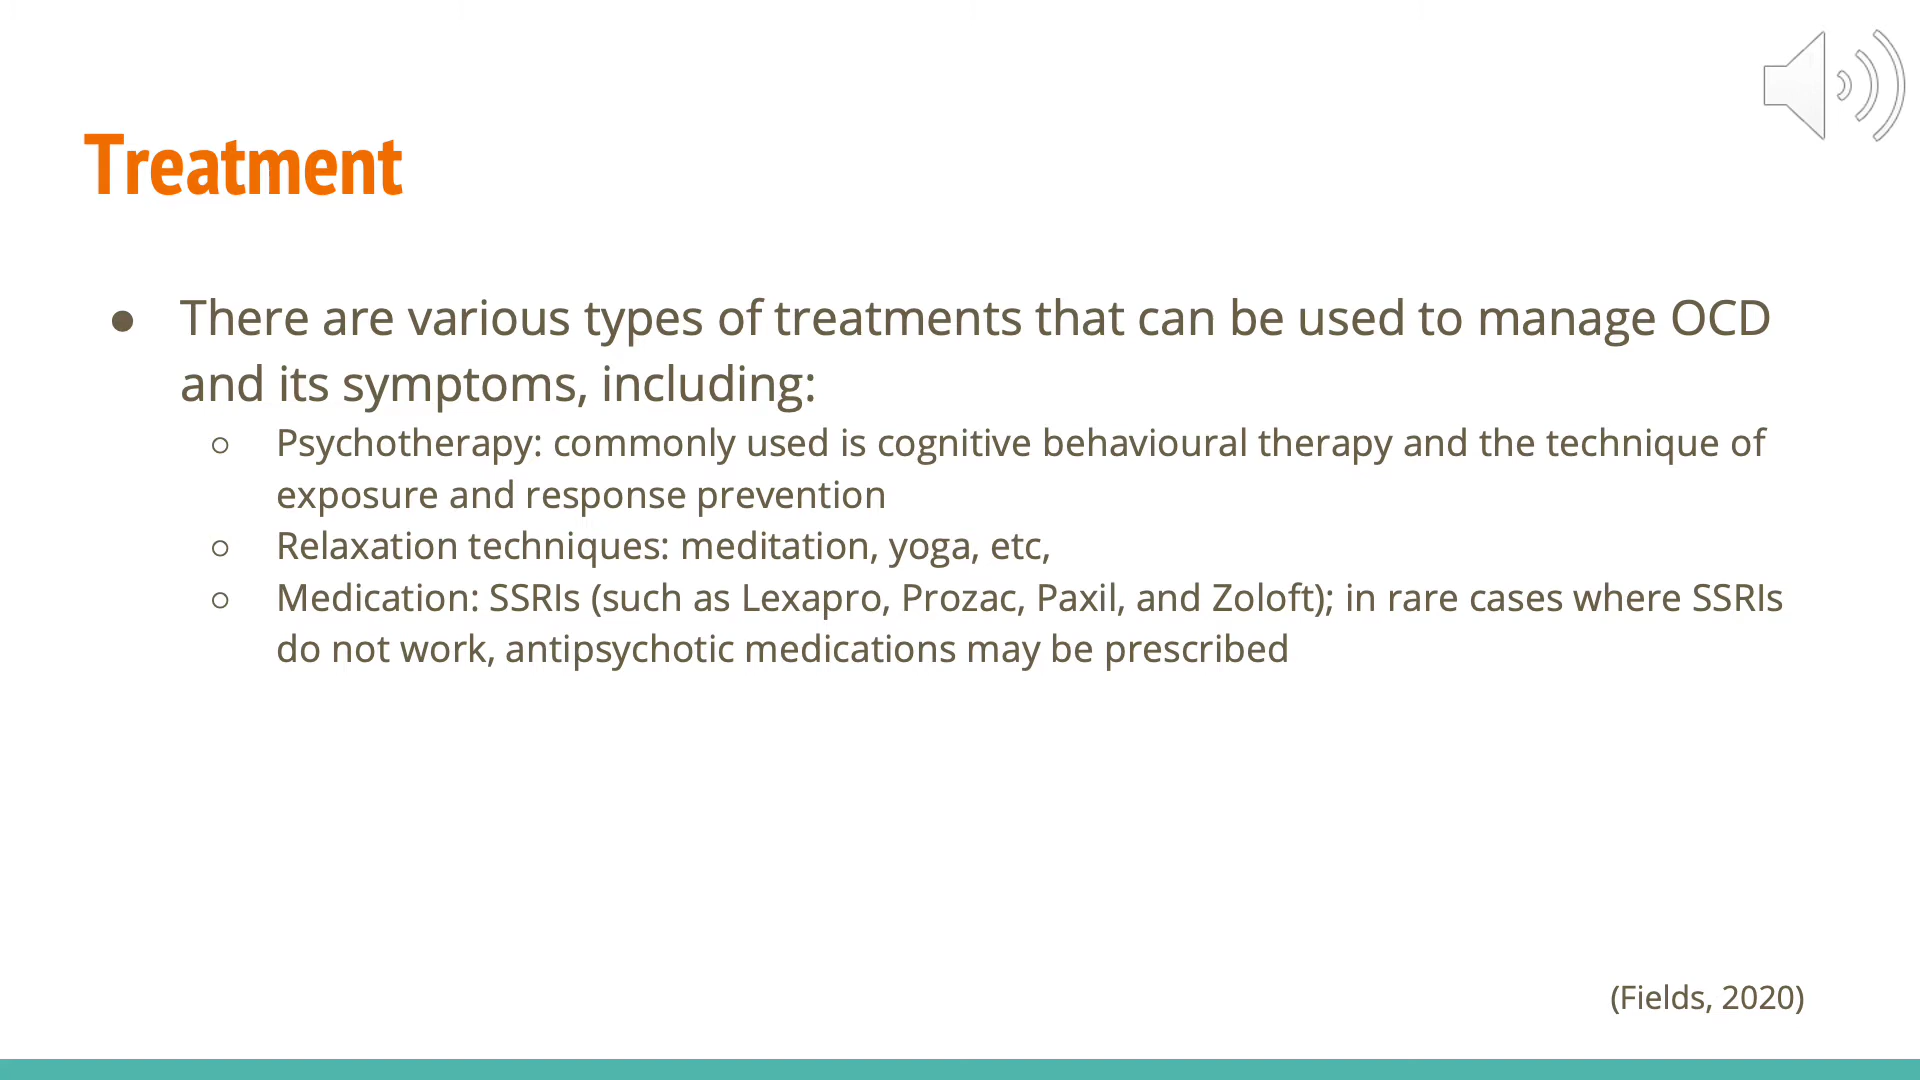 Treatment
● There are various types of treatments that can be used to manage OCD
and its symptoms, including:
○ Psychotherapy: commonly used is cognitive behavioural therapy and the technique of
exposure and response prevention
○ Relaxation techniques: meditation, yoga, etc,
○ Medication: SSRIs (such as Lexapro, Prozac, Paxil, and Zoloft); in rare cases where SSRIs
do not work, antipsychotic medications may be prescribed
(Fields, 2020)